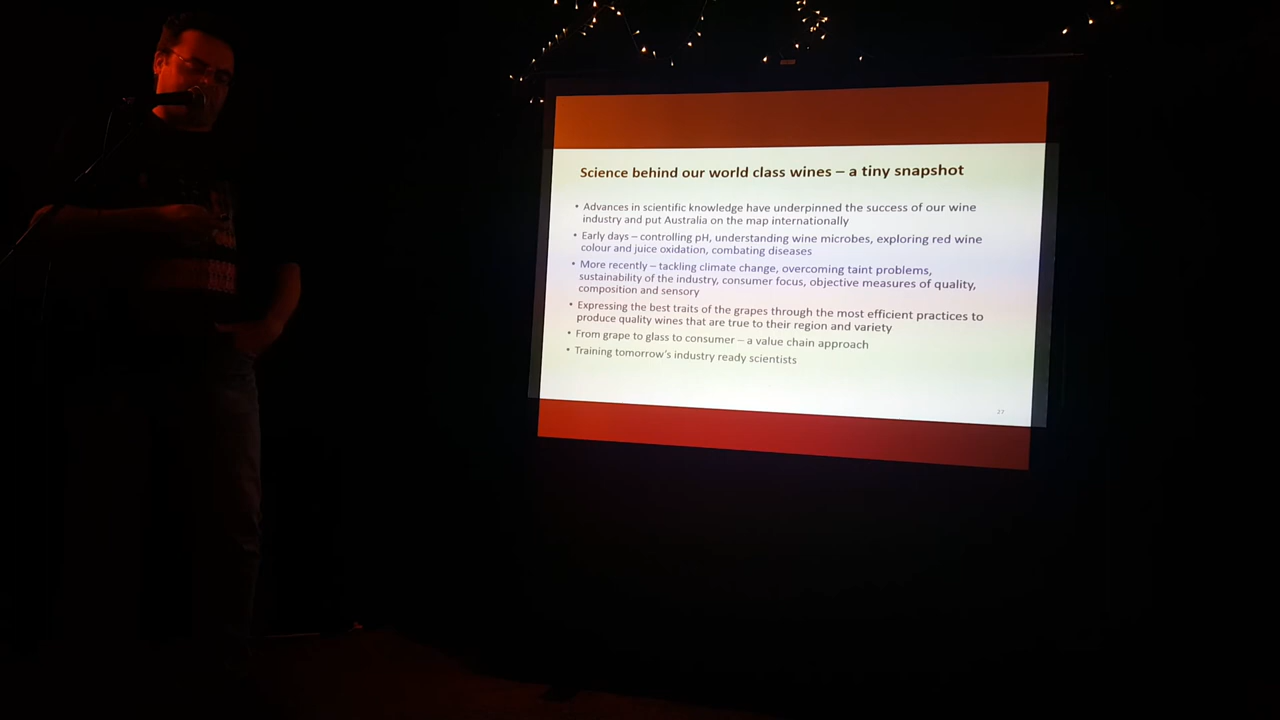 Science behind our world class wines – a tiny snapshot
• Advances in scientific knowledge have underpinned the success of our wine
industry and put Australia on the map internationally
• Early days – controlling pH, understanding wine microbes, exploring red wine
colour and juice oxidation, combating diseases
• More recently – tackling climate change, overcoming taint problems,
sustainability of the industry, consumer focus, objective measures of quality,
composition and sensory
• Expressing the best traits of the grapes through the most efficient practices to
produce quality wines that are true to their region and variety
• From grape to glass to consumer – a value chain approach
• Training tomorrow's industry ready scientists
27